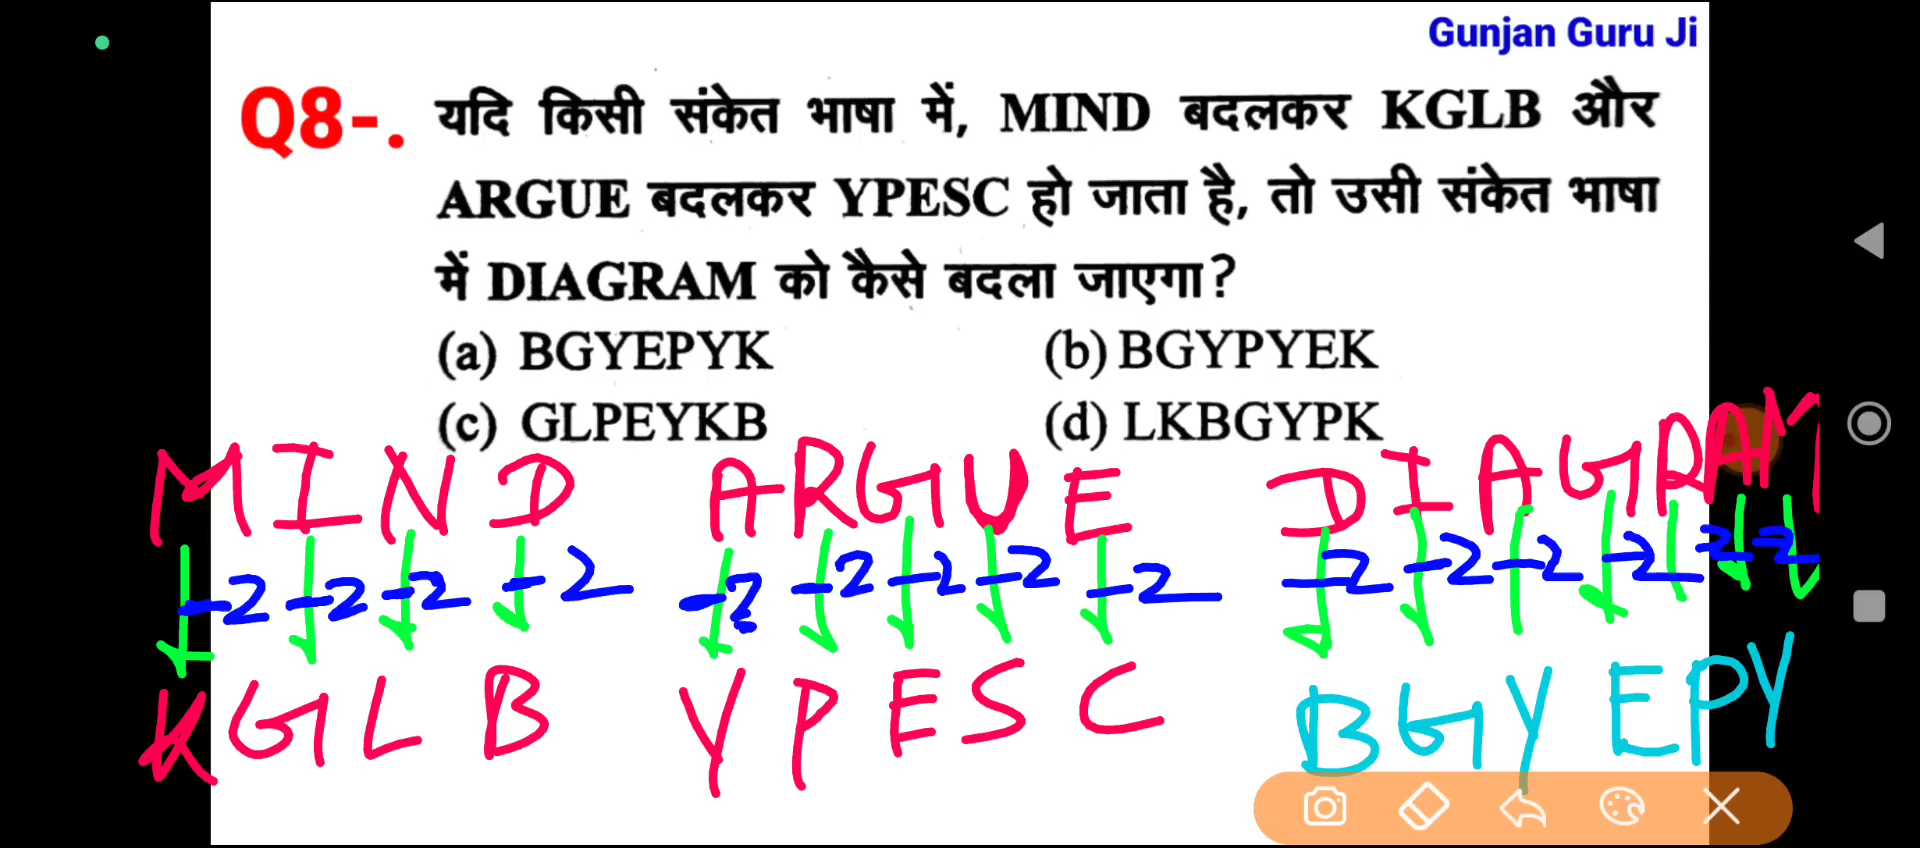 Gunjan Guru Ji
Q8-. यदि किसी संकेत भाषा में, MIND बदलकर KGLB और
ARGUE बदलकर YPESC हो जाता है, तो उसी संकेत भाषा
में DIAGRAM को कैसे बदला जाएगा?
(a) BGYEPYK (b) BGYPYEK
(c) GLPEYKB (d) LKBGYPK
MIND ARGUE DIAGRAM
-2 -2 -2 -2 -2 -2 -2 -2 -2 -2 -2 -2 -2 -2 -2
KGLB YPESC BGYEPY